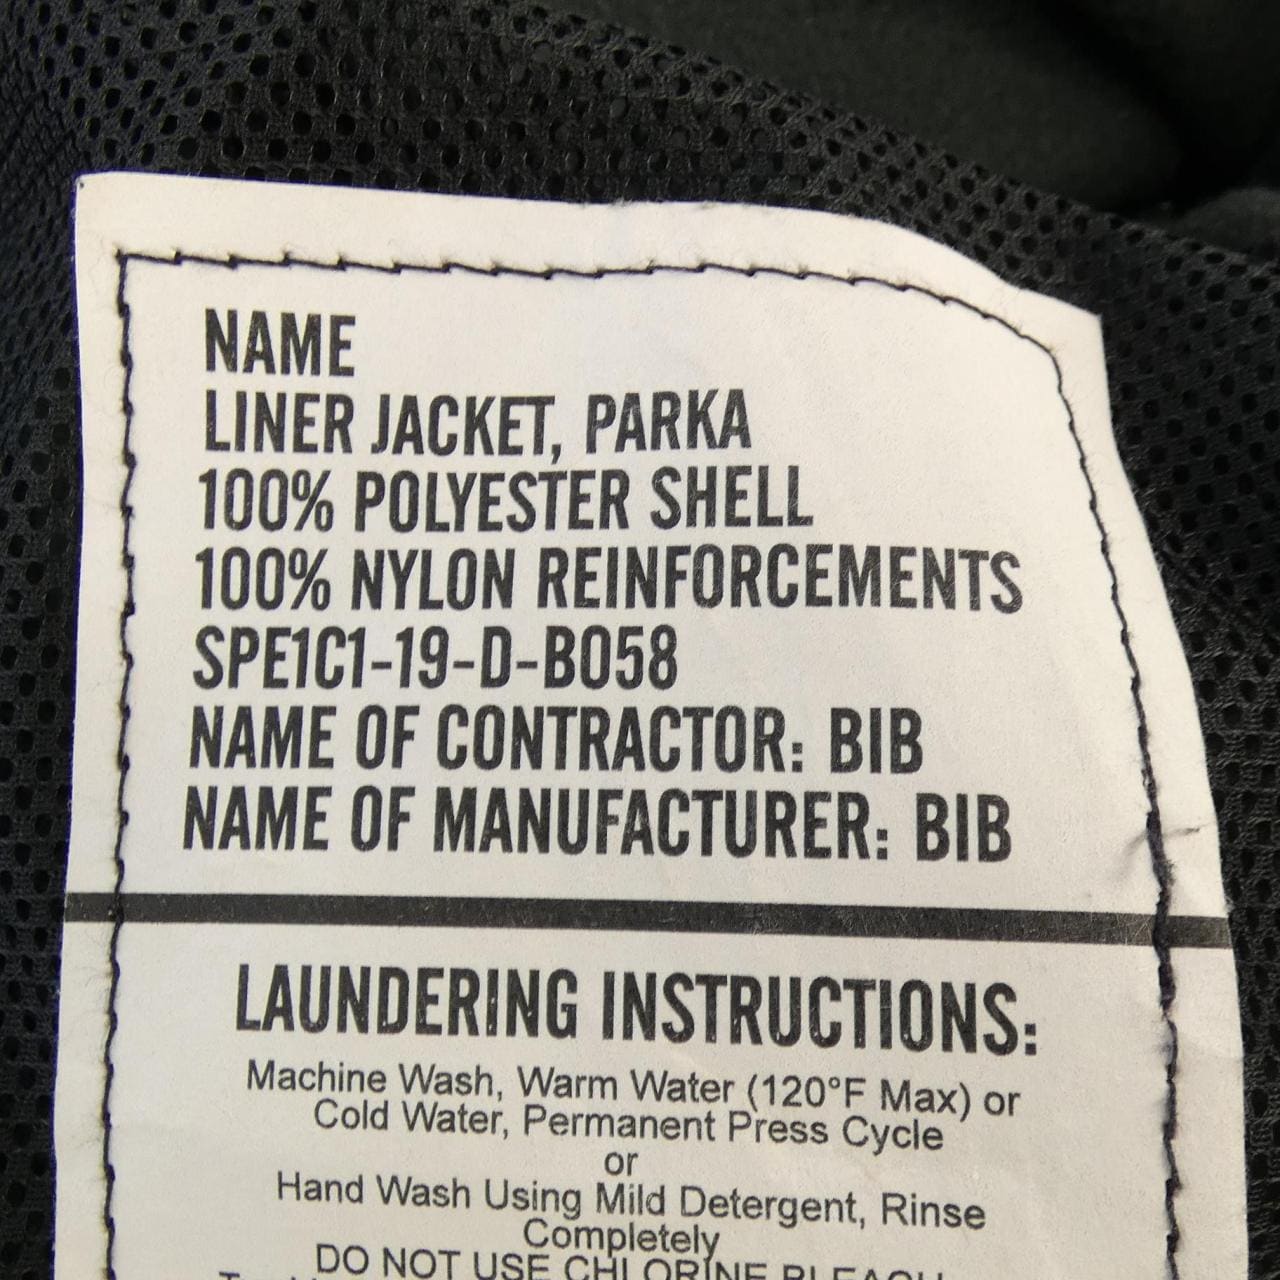 NAME
LINER JACKET, PARKA
100% POLYESTER SHELL
100% NYLON REINFORCEMENTS
SPE1C1-19-D-B058
NAME OF CONTRACTOR: BIB
NAME OF MANUFACTURER: BIB
LAUNDERING INSTRUCTIONS:
Machine Wash, Warm Water (120°F Max) or
Cold Water, Permanent Press Cycle
or
Hand Wash Using Mild Detergent, Rinse
Completely
DO NOT USE CHLORINE BLEACH